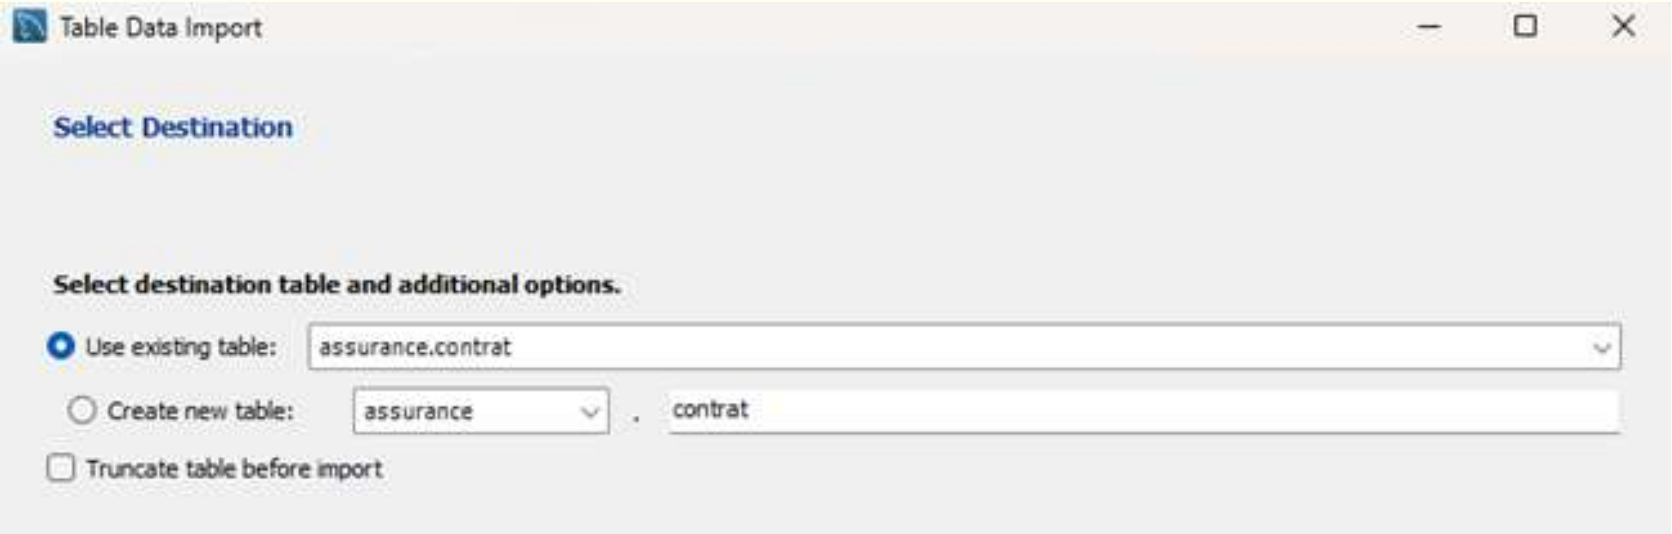 Table Data Import
Select Destination
Select destination table and additional options.
Use existing table: assurance.contrat
Create new table: assurance . contrat
Truncate table before import